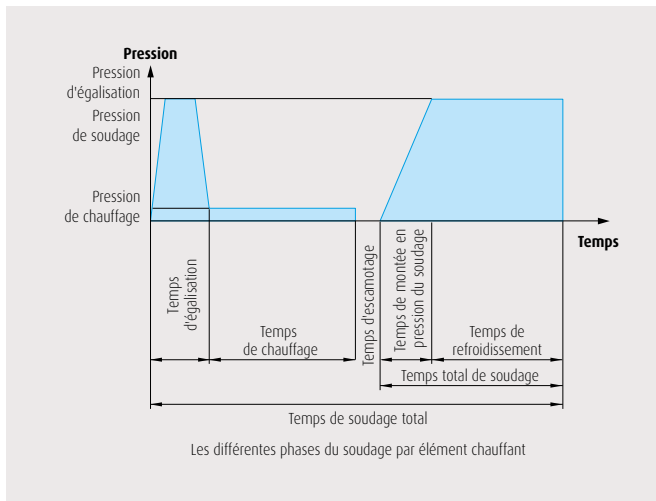 Pression
Pression
d'égalisation
Pression
de soudage
Pression
de chauffage
Temps
Temps
d'égalisation
Temps
de chauffage
Temps d'escamotage
Temps de montée en
pression du soudage
Temps de
refroidissement
Temps total de soudage
Temps de soudage total
Les différentes phases du soudage par élément chauffant